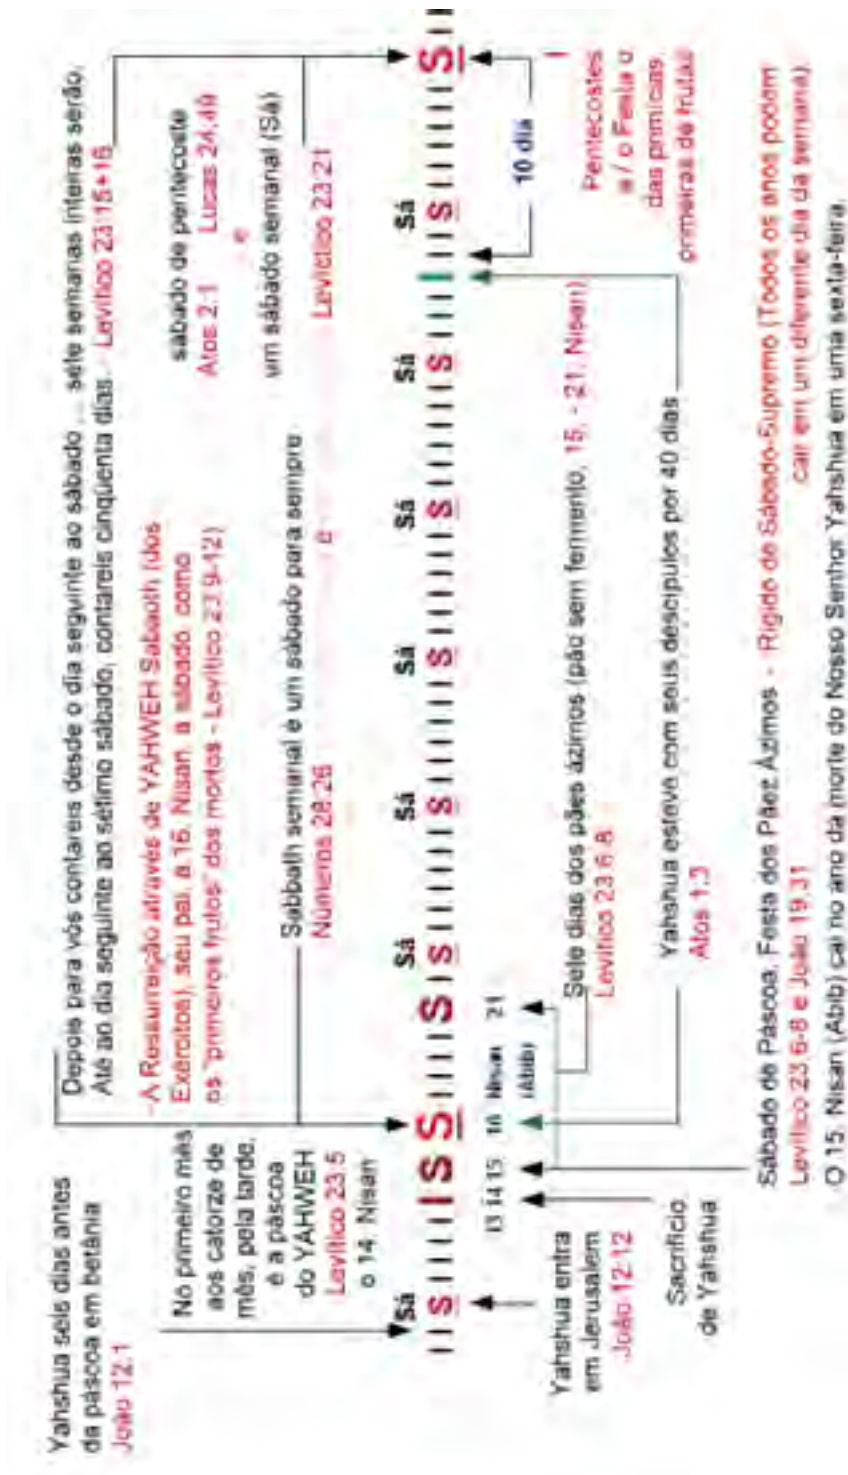 Yahshua seis dias antes
da páscoa em betânia
João 12:1
Depois para vós contareis desde o dia seguinte ao sábado ... sete semanas inteiras serão.
Até ao dia seguinte ao sétimo sábado, contareis cinqüenta dias. Levítico 23:15+16
No primeiro mês
aos catorze de
mês, pela tarde,
é a páscoa
do YAHWEH
Levítico 23:5
o 14. Nisan
A Ressurreição através de YAHWEH Sabaoth (dos
Exércitos), seu pai, a 16. Nisan, a sábado, como
os "primeiros frutos" dos mortos - Levítico 23:9-12)
sábado de pentecoste
Atos 2:1 Lucas 24:49
e
um sábado semanal (Sá)
Levíctico 23:21
Sabbath semanal e um sábado para sempre
Números 28:26
e
Sá Sá Sá Sá Sá Sá Sá Sá
S S S S S S S S S S S S
13 14 15 16 Nisan 21
(Abib)
10 dia
Pentecostes
a / o Festa u
das primicas
primeiras de frutas
Yahshua entra
em Jerusalem
João 12:12
Sacrifício
de Yahshua
Sete dias dos pães ázimos (pão sem fermento, 15. - 21. Nisan)
Levítico 23:6-8
Yahshua esteve com seus descipulos por 40 dias
Atos 1:3
Sábado de Páscoa, Festa dos Pãez Ázimos - Rígido de Sábado-Supremo (Todos os anos podem
Levítico 23:6-8 e João 19,31 cair em um diferente dia da semana).
O 15. Nisan (Abib) cai no ano da morte do Nosso Senhor Yahshua em uma sexta-feira.